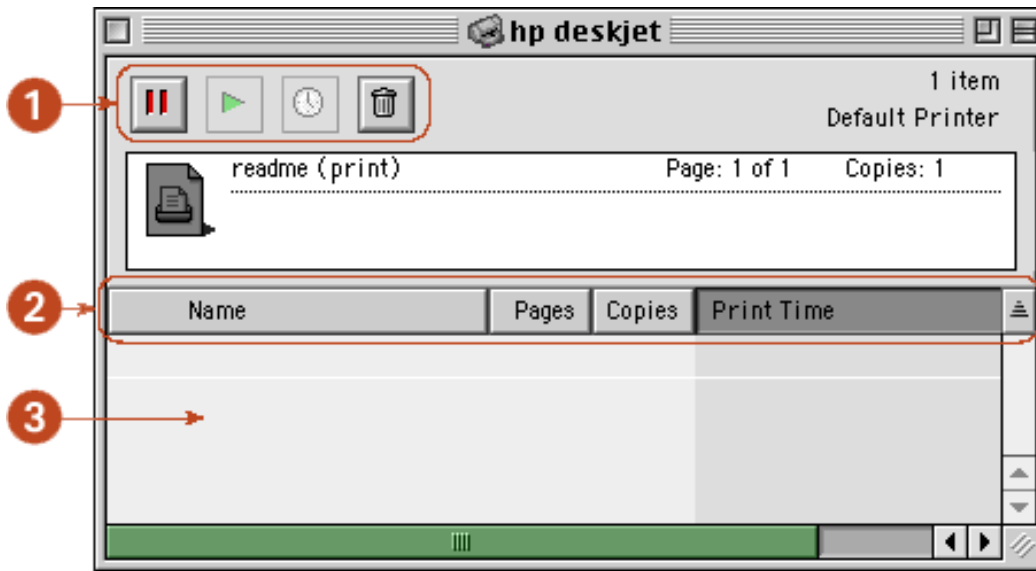 hp deskjet
1
1 item
Default Printer
readme (print) Page: 1 of 1 Copies: 1
2
Name Pages Copies Print Time
3